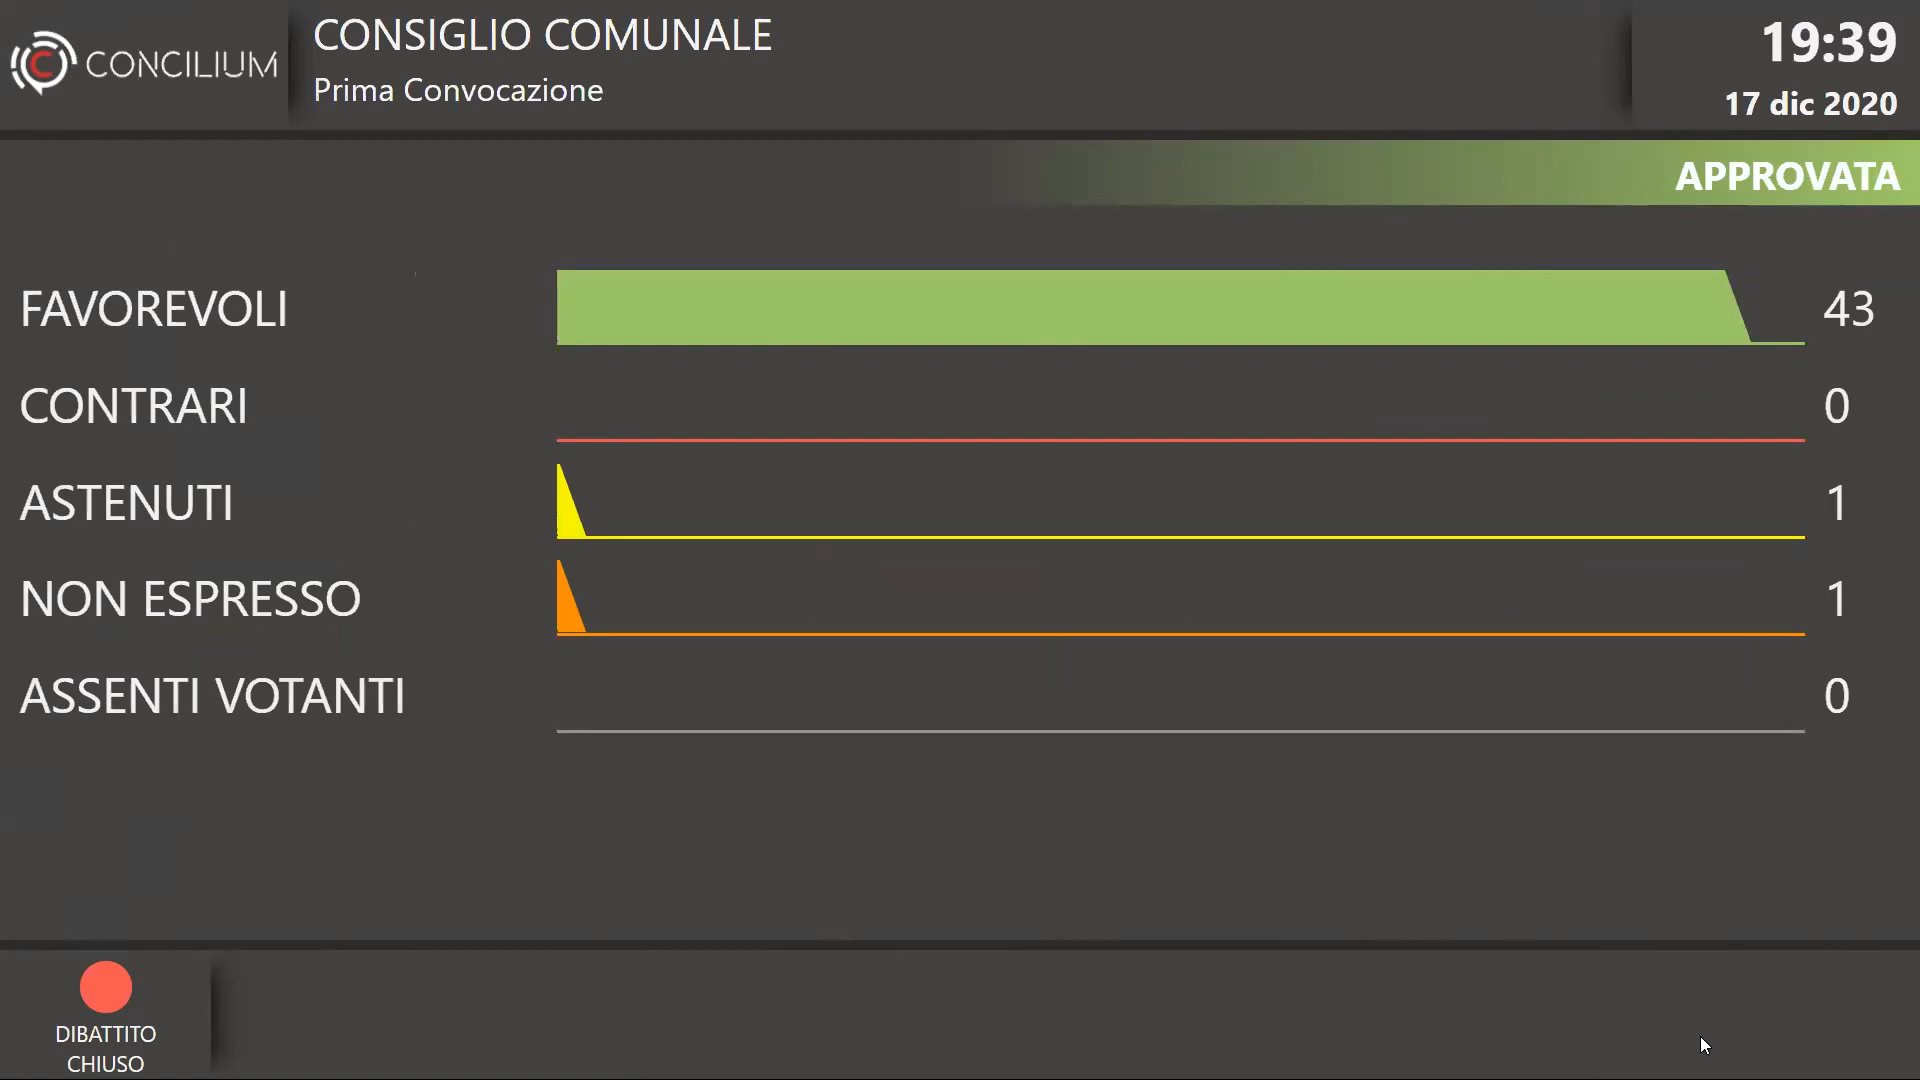 CONCILIUM
CONSIGLIO COMUNALE
Prima Convocazione
19:39
17 dic 2020
APPROVATA
FAVOREVOLI 43
CONTRARI 0
ASTENUTI 1
NON ESPRESSO 1
ASSENTI VOTANTI 0
DIBATTITO
CHIUSO